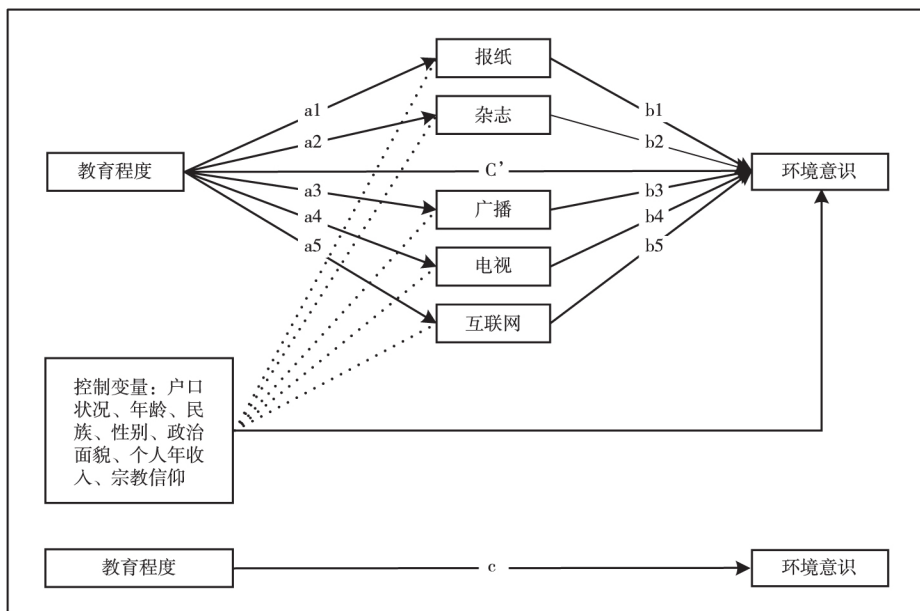 报纸
a1
b1
杂志
a2
b2
教育程度
C’
环境意识
a3
b3
广播
a4
b4
a5
b5
电视
互联网
控制变量：户口
状况、年龄、民
族、性别、政治
面貌、个人年收
入、宗教信仰
教育程度
c
环境意识